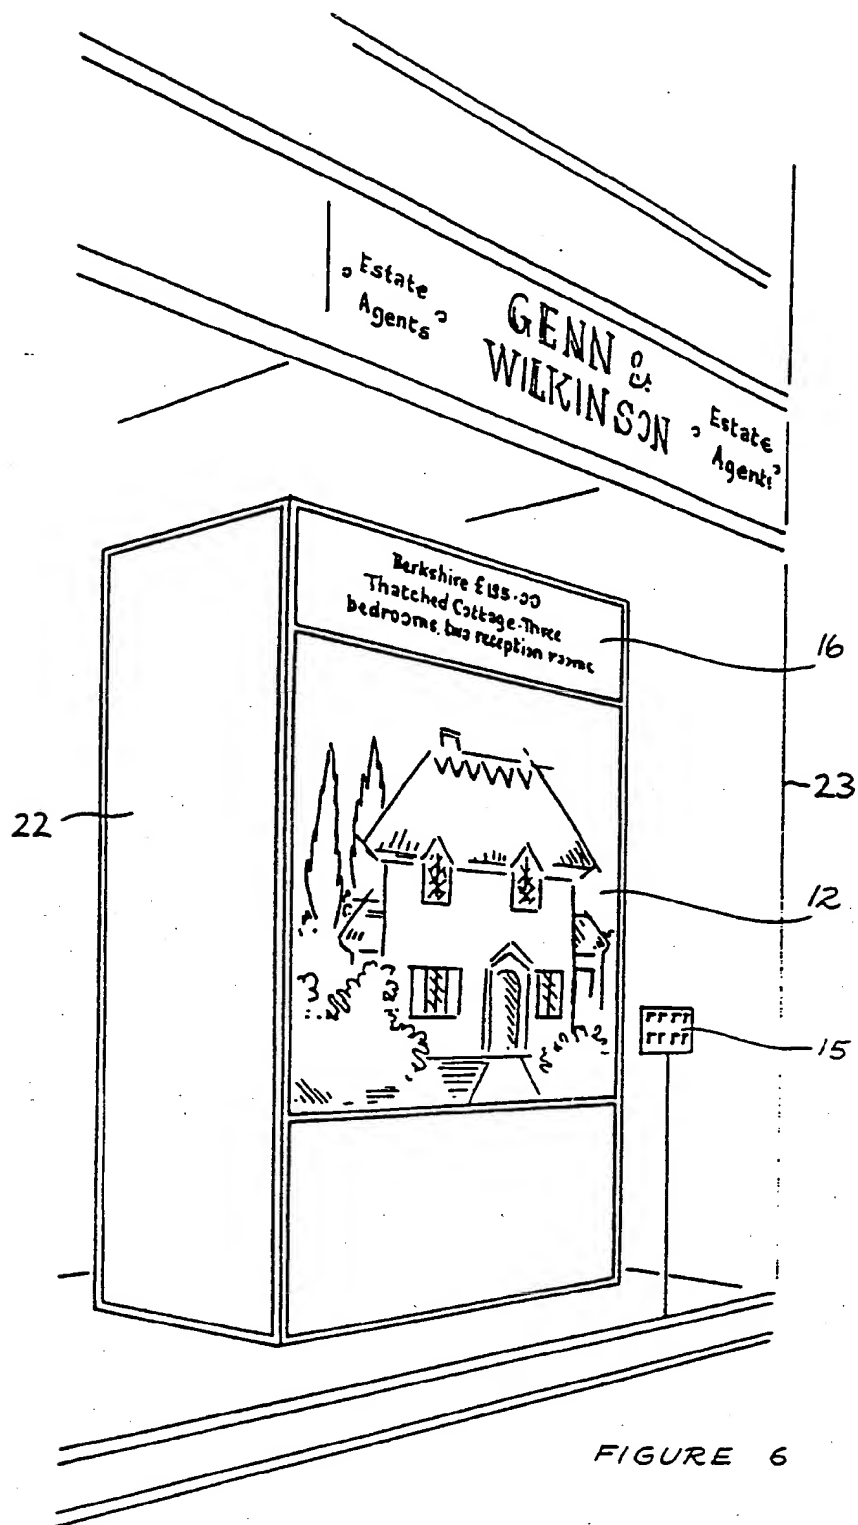 Estate
Agents
GENN &
WILKINSON
Estate
Agents
Berkshire £195.00
Thatched Cottage-Three
bedrooms, two reception rooms
16
23
22
12
15
FIGURE 6